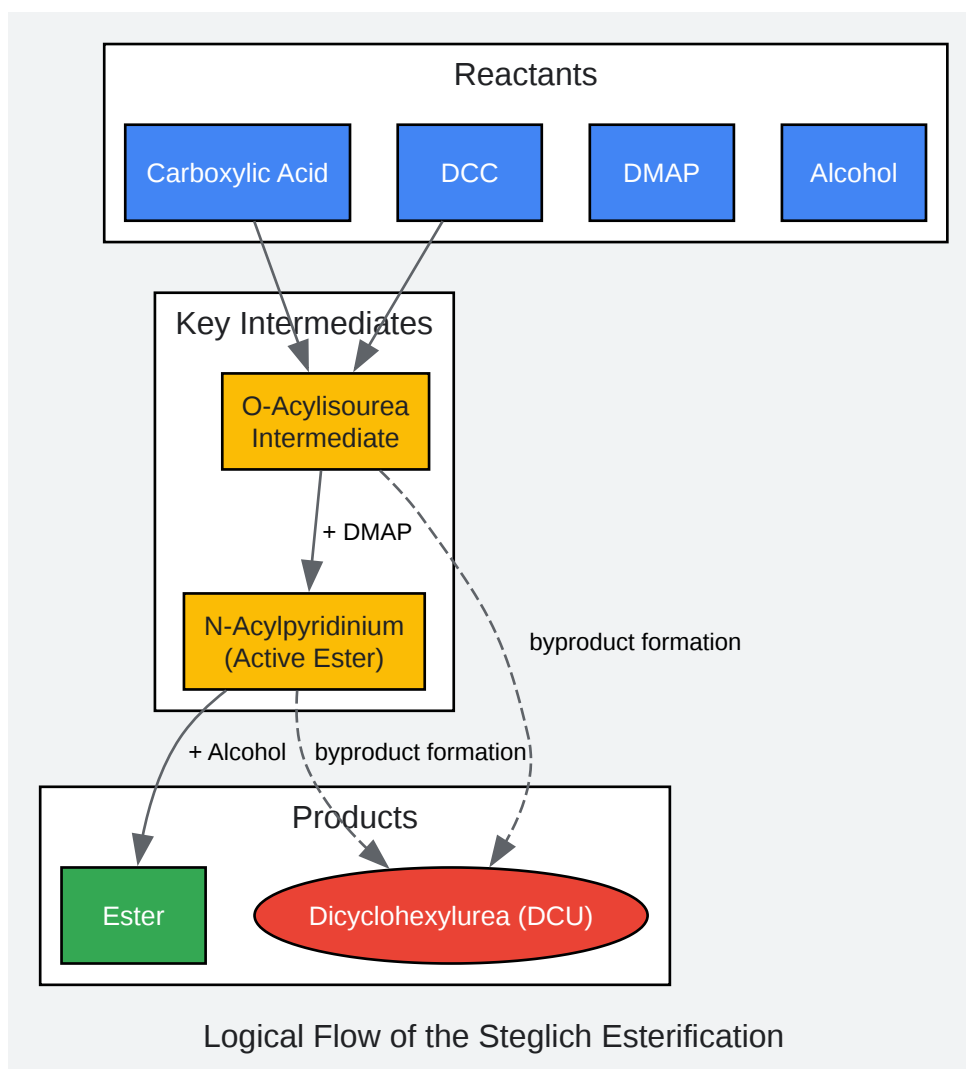 Reactants
Carboxylic Acid
DCC
DMAP
Alcohol
Key Intermediates
O-Acylisourea
Intermediate
+ DMAP
N-Acylpyridinium
(Active Ester)
byproduct formation
+ Alcohol
byproduct formation
Products
Ester
Dicyclohexylurea (DCU)
Logical Flow of the Steglich Esterification